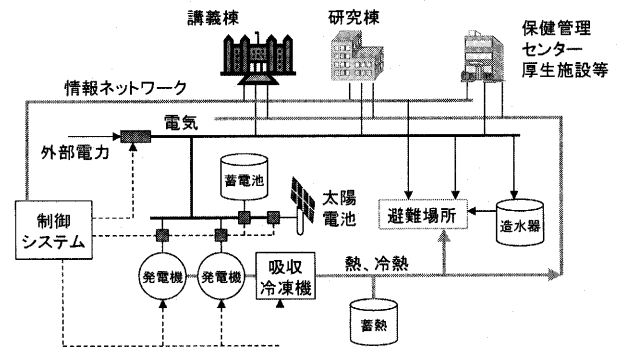 講義棟
研究棟
保健管理
センター
厚生施設等
情報ネットワーク
電気
外部電力
蓄電池
太陽
電池
制御
システム
避難場所
造水器
発電機
発電機
吸収
冷凍機
熱、冷熱
蓄熱